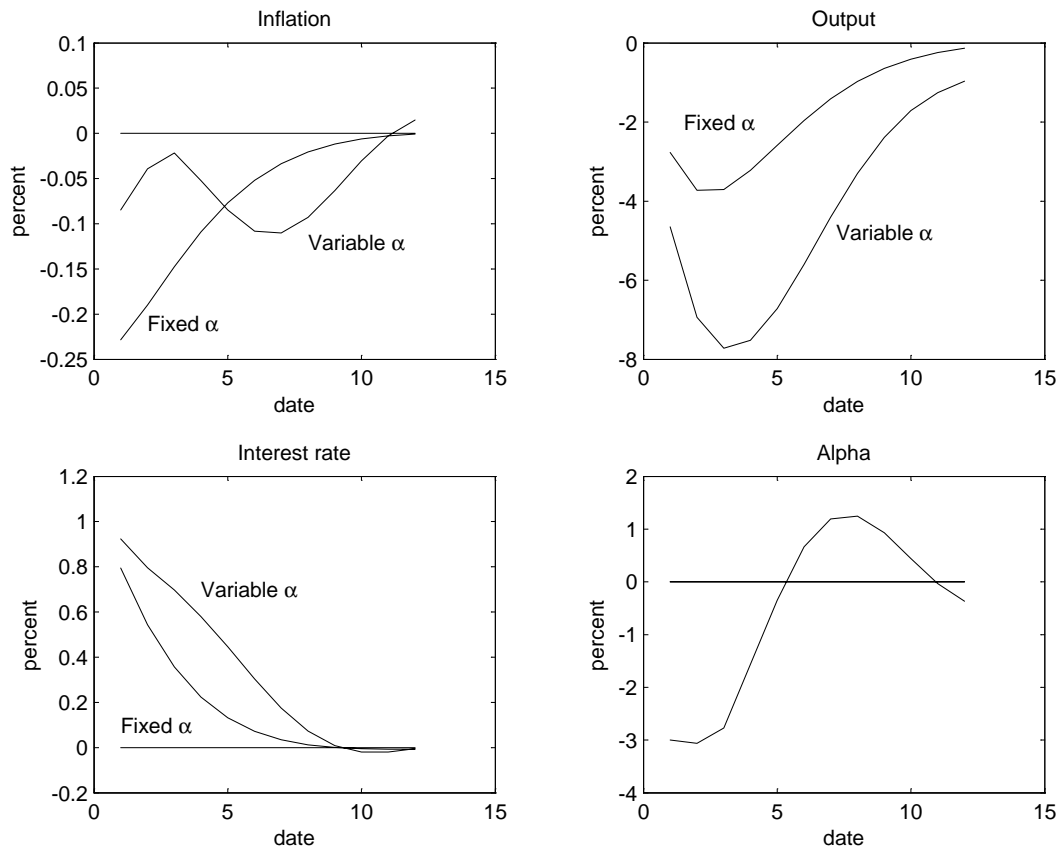 Inflation
0.1
0.05
0
-0.05
-0.1
-0.15
-0.2
-0.25
percent
Variable α
Fixed α
0 5 10 15
date
Output
0
-2
-4
-6
-8
percent
Fixed α
Variable α
0 5 10 15
date
Interest rate
1.2
1
0.8
0.6
0.4
0.2
0
-0.2
percent
Variable α
Fixed α
0 5 10 15
date
Alpha
2
1
0
-1
-2
-3
-4
percent
0 5 10 15
date